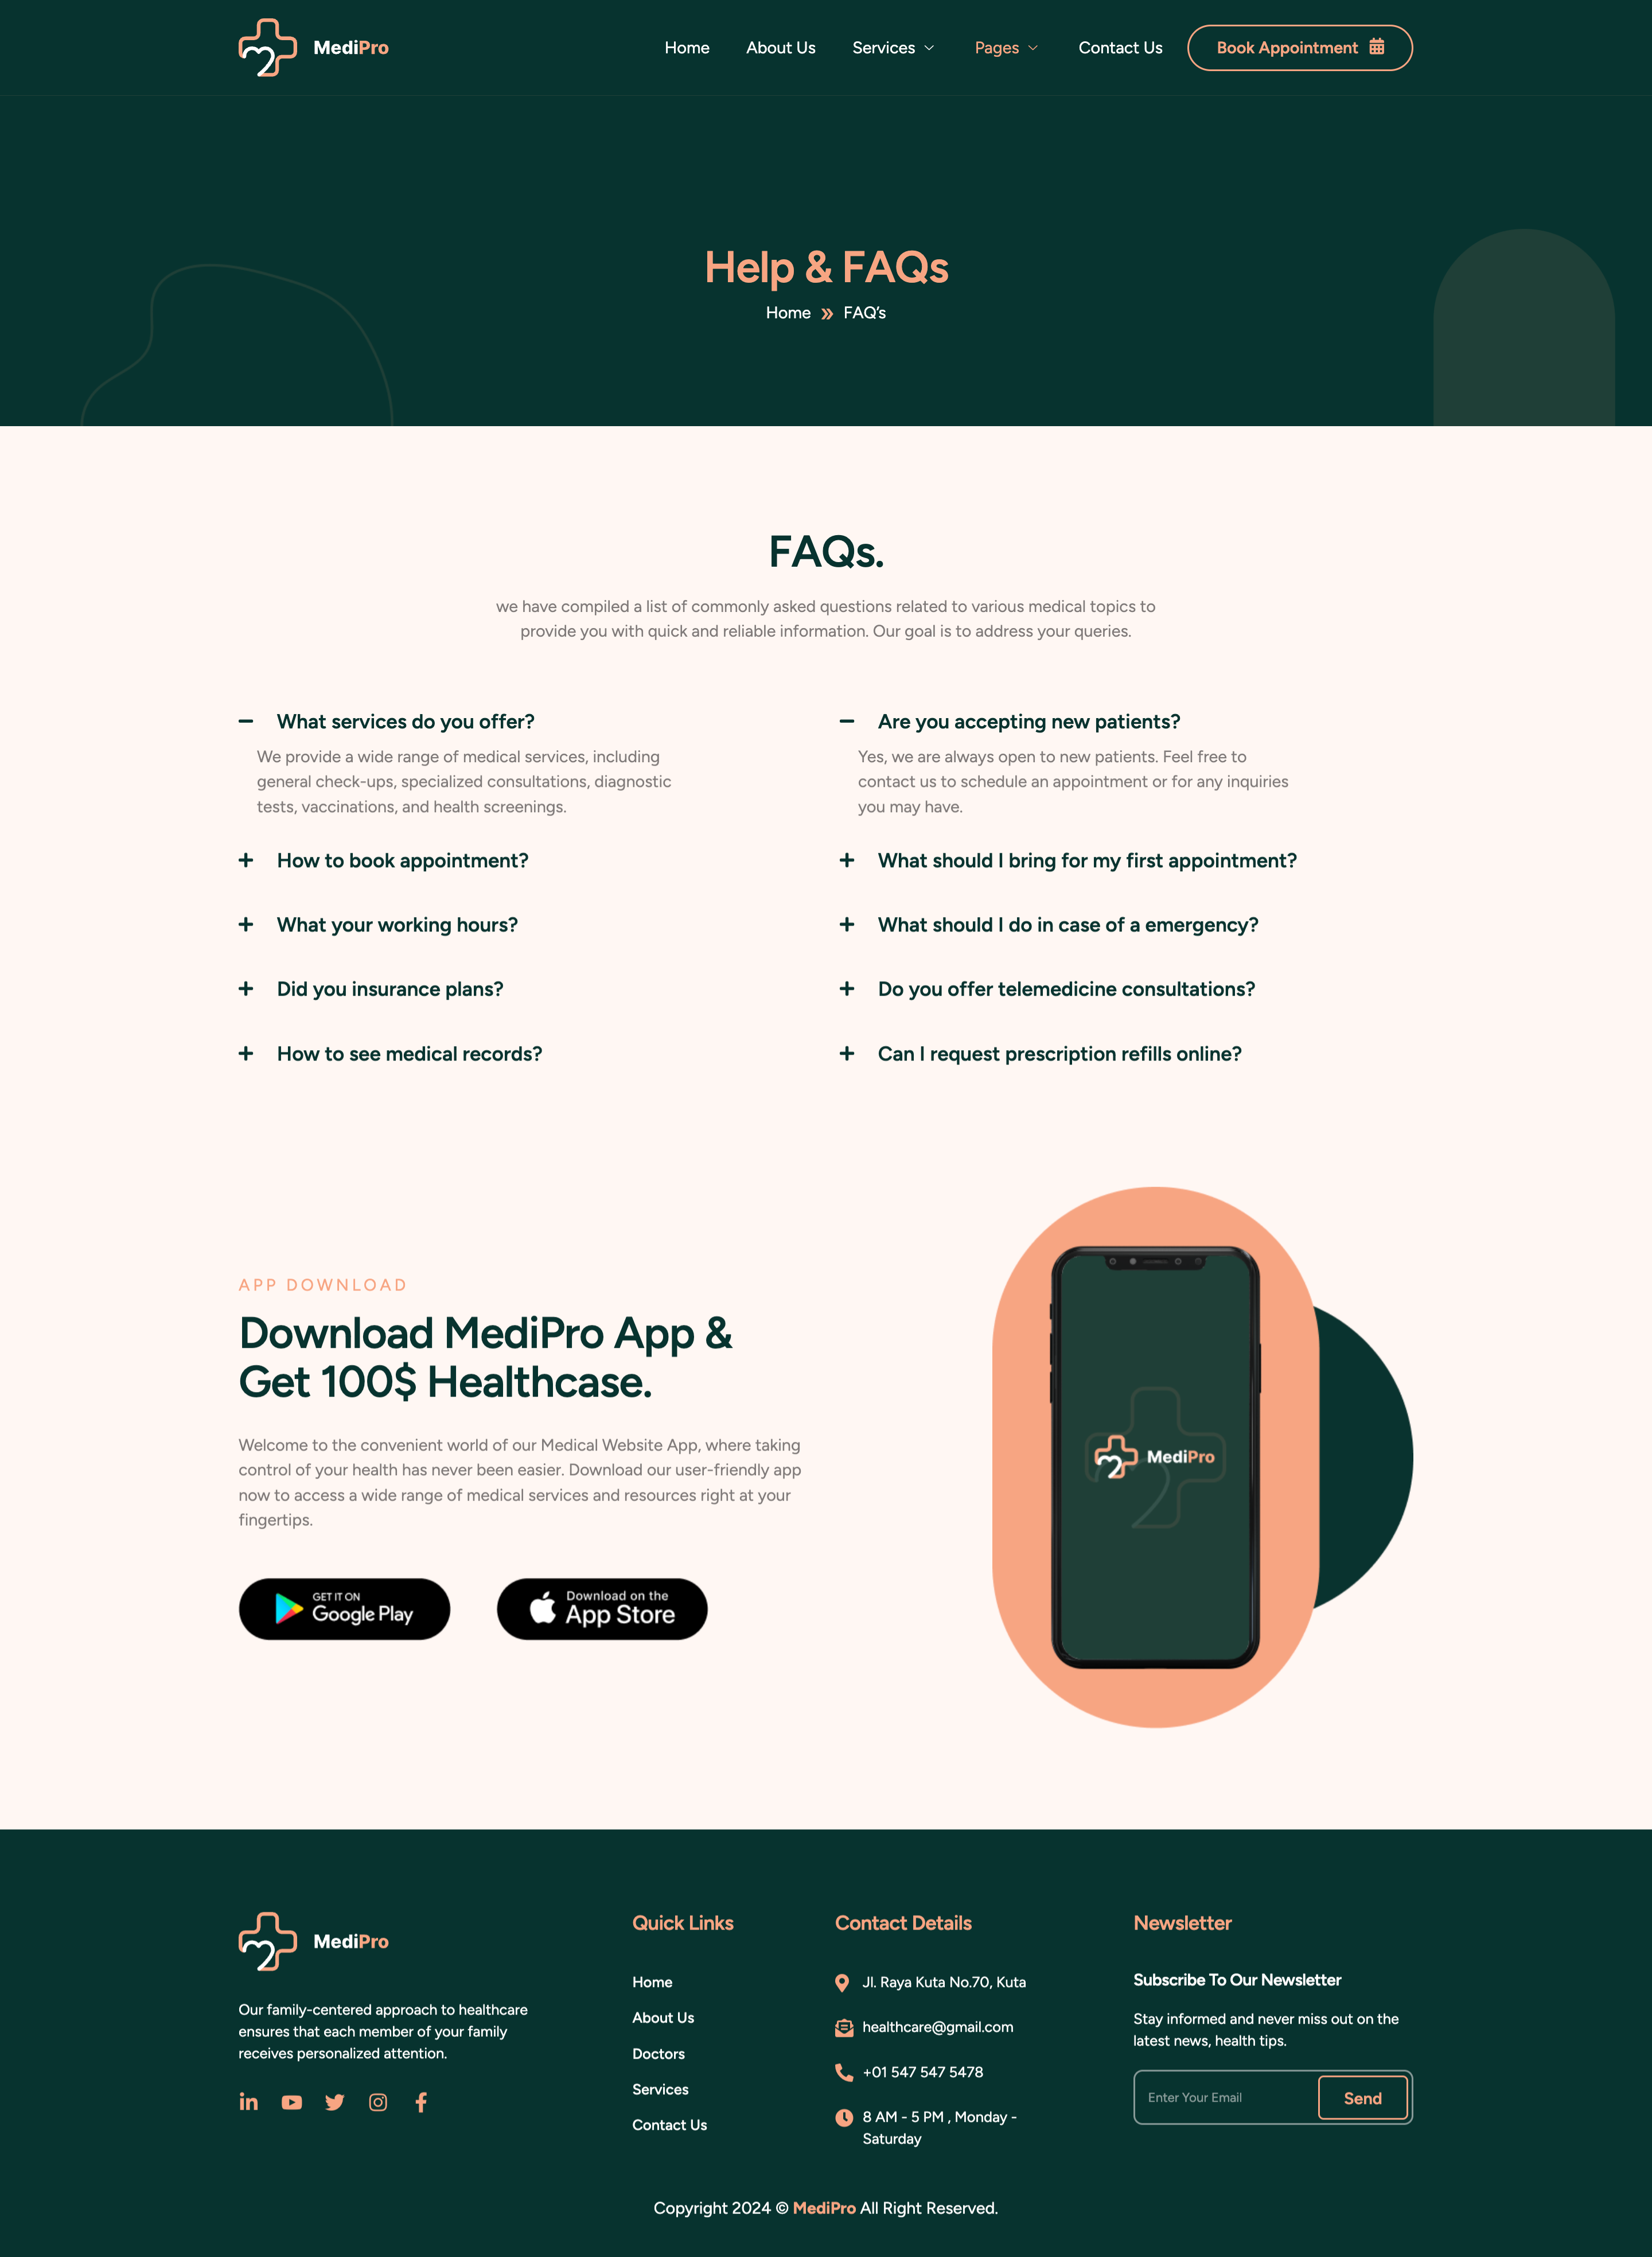 MediPro
Home
About Us
Services
Pages
Contact Us
Book Appointment
Help & FAQs
Home » FAQ's
FAQs.
we have compiled a list of commonly asked questions related to various medical topics to
provide you with quick and reliable information. Our goal is to address your queries.
What services do you offer?
We provide a wide range of medical services, including
general check-ups, specialized consultations, diagnostic
tests, vaccinations, and health screenings.
How to book appointment?
What your working hours?
Did you insurance plans?
How to see medical records?
Are you accepting new patients?
Yes, we are always open to new patients. Feel free to
contact us to schedule an appointment or for any inquiries
you may have.
What should I bring for my first appointment?
What should I do in case of a emergency?
Do you offer telemedicine consultations?
Can I request prescription refills online?
APP DOWNLOAD
Download MediPro App &
Get 100$ Healthcase.
Welcome to the convenient world of our Medical Website App, where taking
control of your health has never been easier. Download our user-friendly app
now to access a wide range of medical services and resources right at your
fingertips.
GET IT ON
Google Play
Download on the
App Store
MediPro
MediPro
Our family-centered approach to healthcare
ensures that each member of your family
receives personalized attention.
Quick Links
Home
About Us
Doctors
Services
Contact Us
Contact Details
Jl. Raya Kuta No.70, Kuta
healthcare@gmail.com
+01 547 547 5478
8 AM - 5 PM , Monday -
Saturday
Newsletter
Subscribe To Our Newsletter
Stay informed and never miss out on the
latest news, health tips.
Enter Your Email
Send
Copyright 2024 © MediPro All Right Reserved.